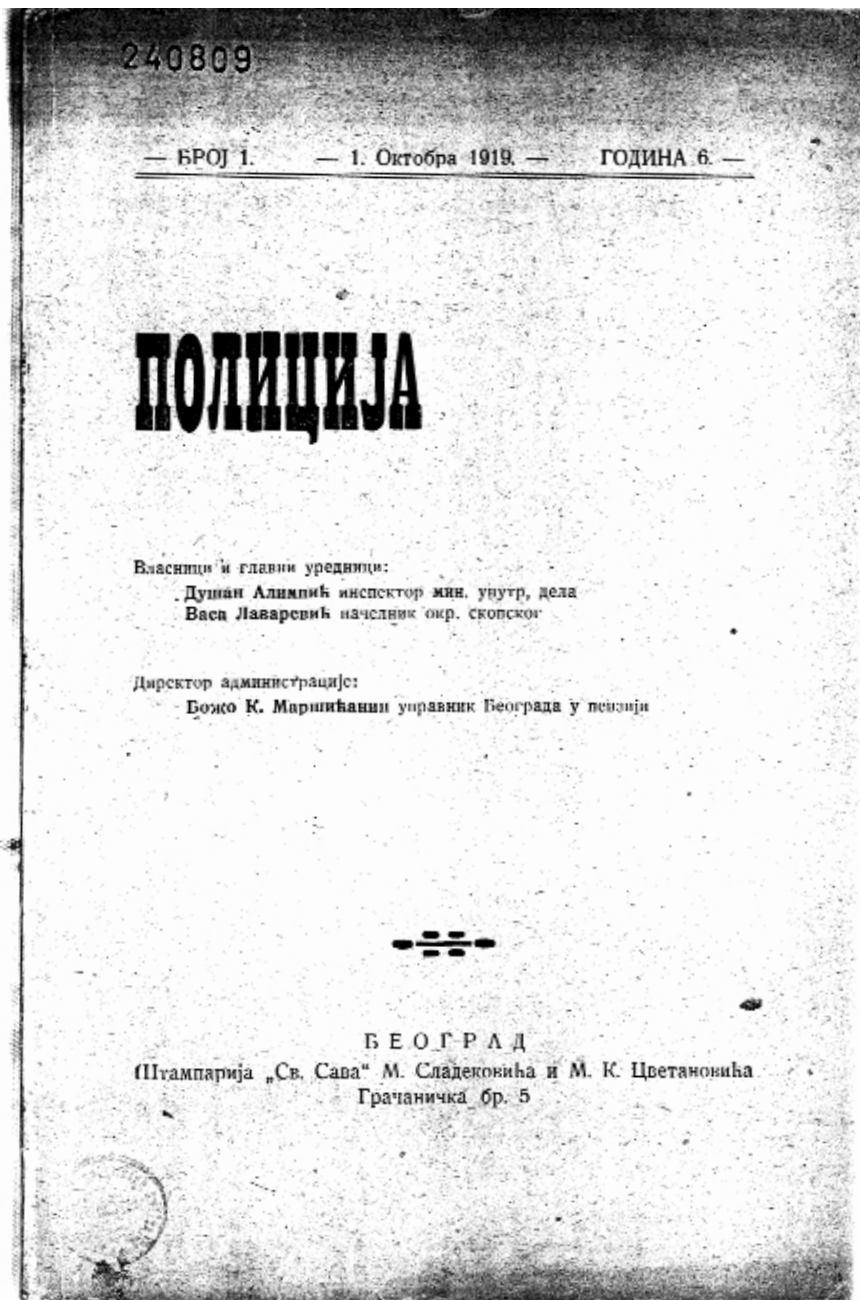 240809
— БРОЈ 1. — 1. Октобра 1919. — ГОДИНА 6. —
ПОЛИЦИЈА
Власници и главни уредници:
Душан Алимпић инспектор мин. унутр, дела
Васа Лазаревић начелник окр. скопског
Директор администрације:
Божо К. Маршићанин управник Београда у пензији
БЕОГРАД
Штампарија „Св. Сава“ М. Сладековића и М. К. Цветановића
Грачаничка бр. 5